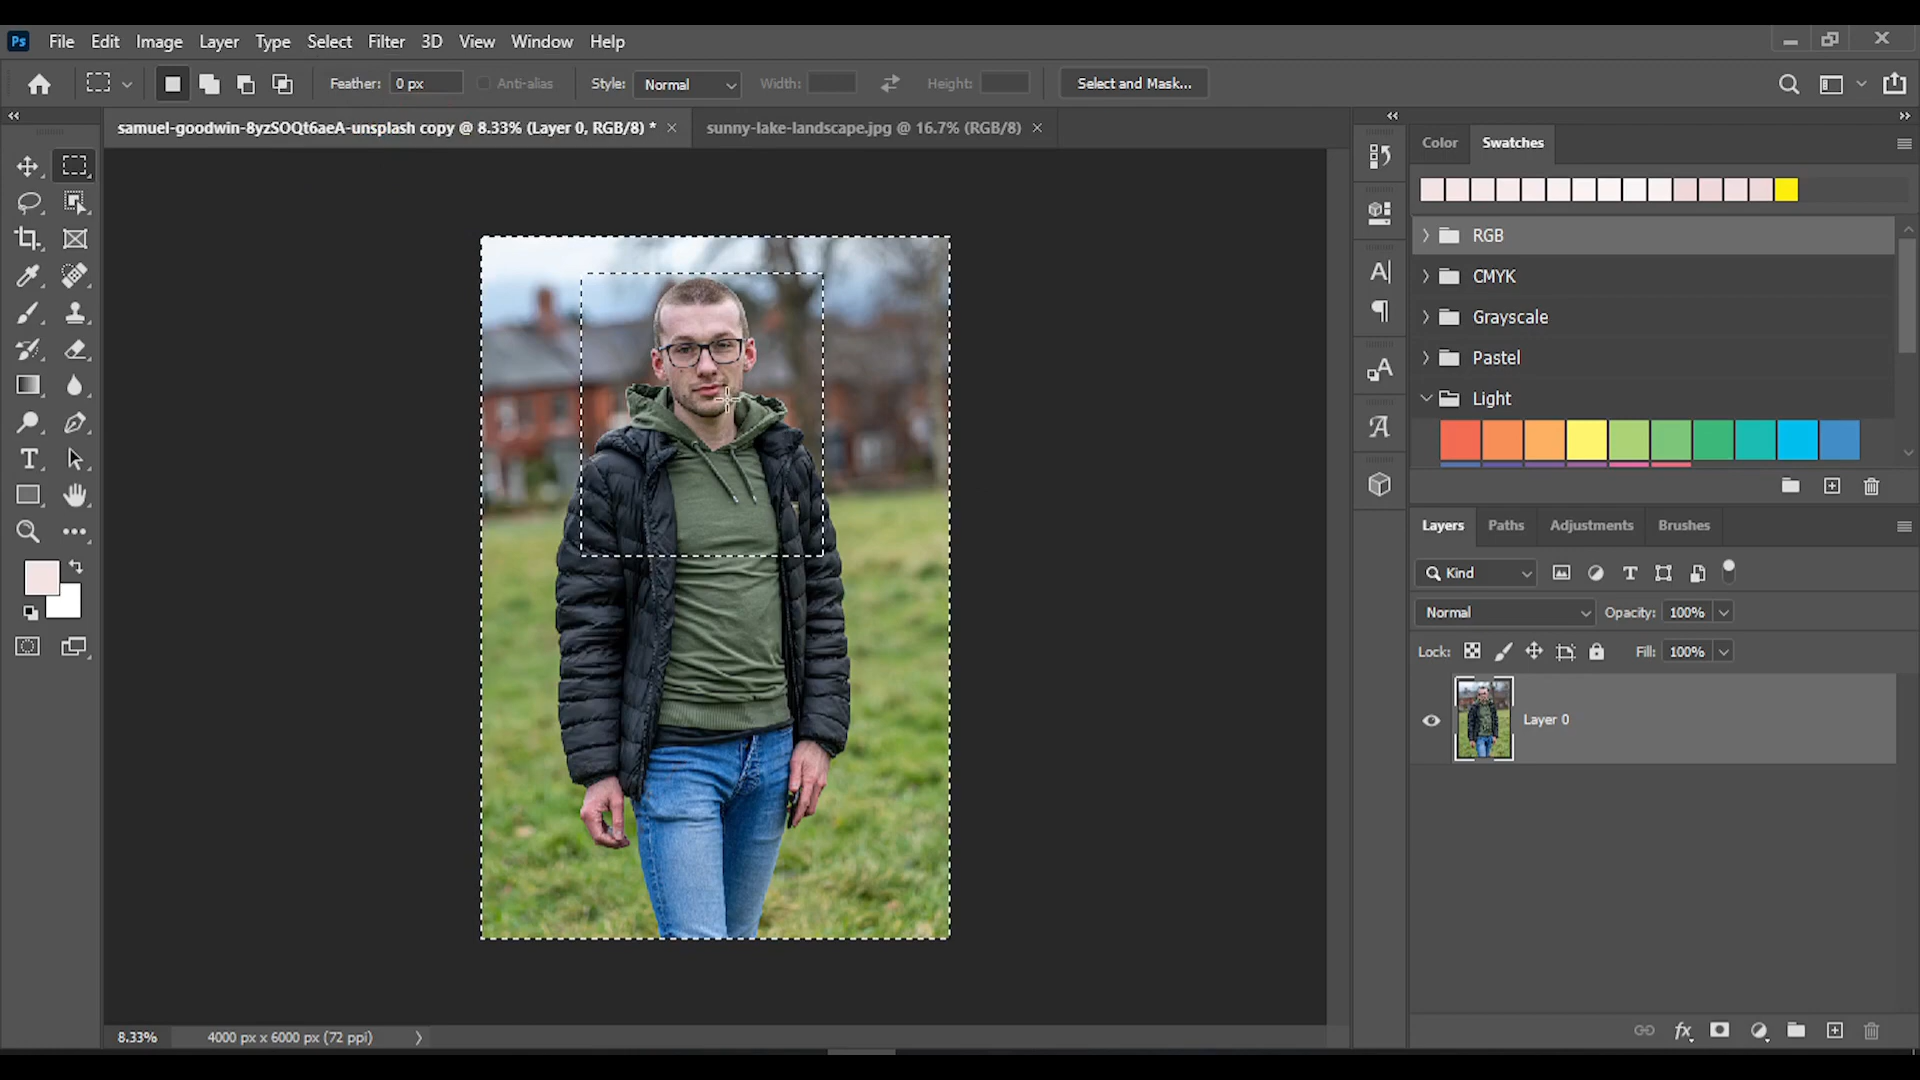 Ps File Edit Image Layer Type Select Filter 3D View Window Help
Feather: 0 px Anti-alias Style: Normal Width: Height: Select and Mask...
samuel-goodwin-8yzSOQt6aeA-unsplash copy @ 8.33% (Layer 0, RGB/8) * × sunny-lake-landscape.jpg @ 16.7% (RGB/8) ×
Color Swatches
RGB
CMYK
Grayscale
Pastel
Light
Layers Paths Adjustments Brushes
Kind
Normal Opacity: 100%
Lock: Fill: 100%
Layer 0
8.33% 4000 px x 6000 px (72 ppi)